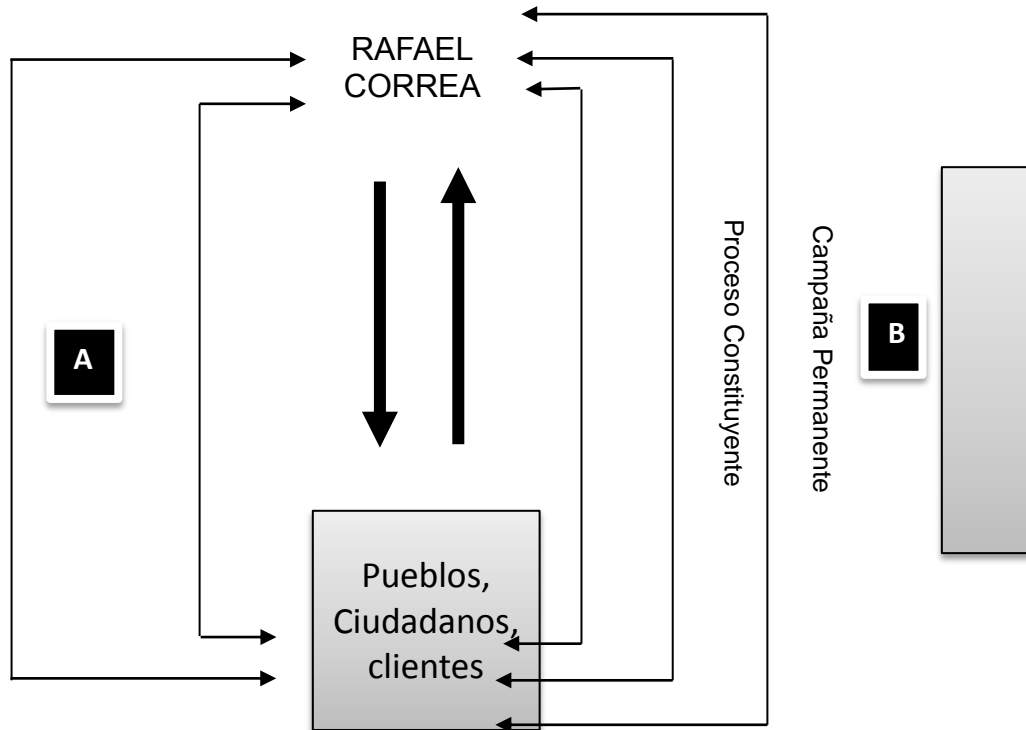 RAFAEL
CORREA
A
Proceso Constituyente
Campaña Permanente
B
Pueblos,
Ciudadanos,
clientes